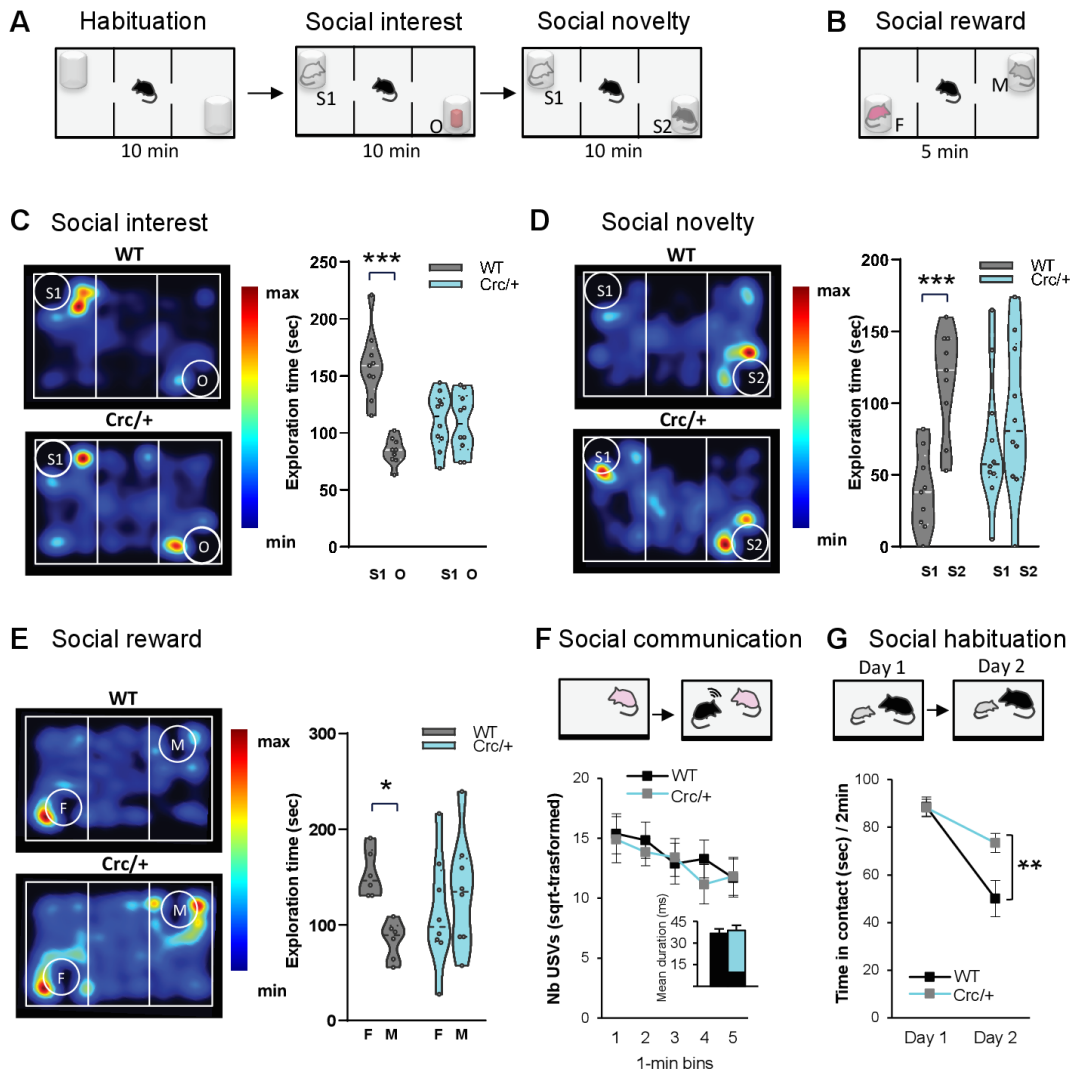 A Habituation
Social interest
Social novelty
B Social reward
S1
O
S1
S2
M
F
10 min
10 min
10 min
5 min
C Social interest
WT
S1
O
Crc/+
S1
O
max
min
Exploration time (sec)
250
200
150
100
50
0
***
WT
Crc/+
S1 O
S1 O
D Social novelty
WT
S1
S2
Crc/+
S1
S2
max
min
Exploration time (sec)
200
150
100
50
0
***
WT
Crc/+
S1 S2
S1 S2
E Social reward
WT
M
F
Crc/+
M
F
max
min
Exploration time (sec)
300
200
100
0
*
WT
Crc/+
F M
F M
F Social communication
Nb USVs (sqrt-trasformed)
20
15
10
5
0
WT
Crc/+
Mean duration (ms)
45
30
15
1 2 3 4 5
1-min bins
G Social habituation
Day 1
Day 2
Time in contact (sec) / 2min
100
80
60
40
60
0
**
WT
Crc/+
Day 1 Day 2